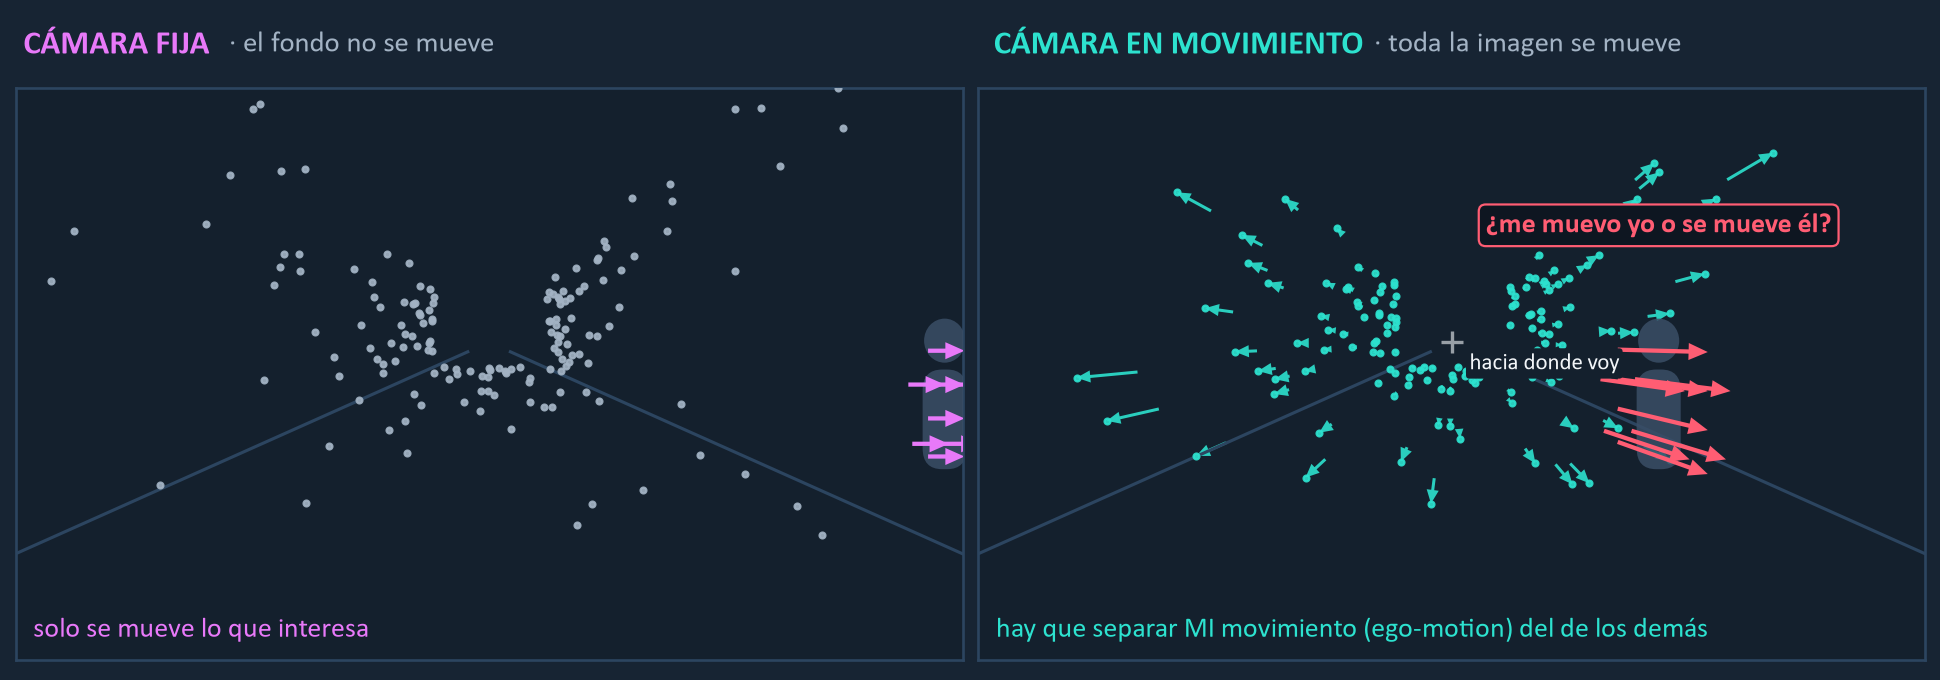 CÁMARA FIJA · el fondo no se mueve
CÁMARA EN MOVIMIENTO · toda la imagen se mueve
¿me muevo yo o se mueve él?
hacia donde voy
solo se mueve lo que interesa
hay que separar MI movimiento (ego-motion) del de los demás